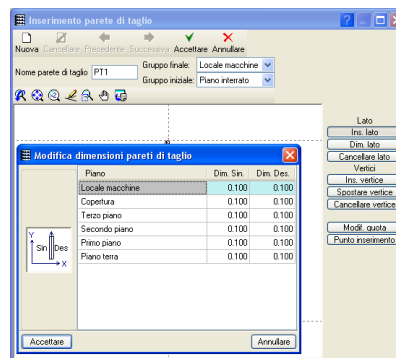 Inserimento parete di taglio
Nuova Cancellare Precedente Successiva Accettare Annullare
Nome parete di taglio PT1
Gruppo finale: Locale macchine
Gruppo iniziale: Piano interrato
Lato
Ins. lato
Dim. lato
Cancellare lato
Vertici
Ins. vertice
Spostare vertice
Cancellare vertice
Modif. quota
Punto inserimento
Modifica dimensioni pareti di taglio
Piano Dim. Sin. Dim. Des.
Locale macchine 0.100 0.100
Copertura 0.100 0.100
Terzo piano 0.100 0.100
Secondo piano 0.100 0.100
Primo piano 0.100 0.100
Piano terra 0.100 0.100
Y
Sin Des
X
Accettare Annullare